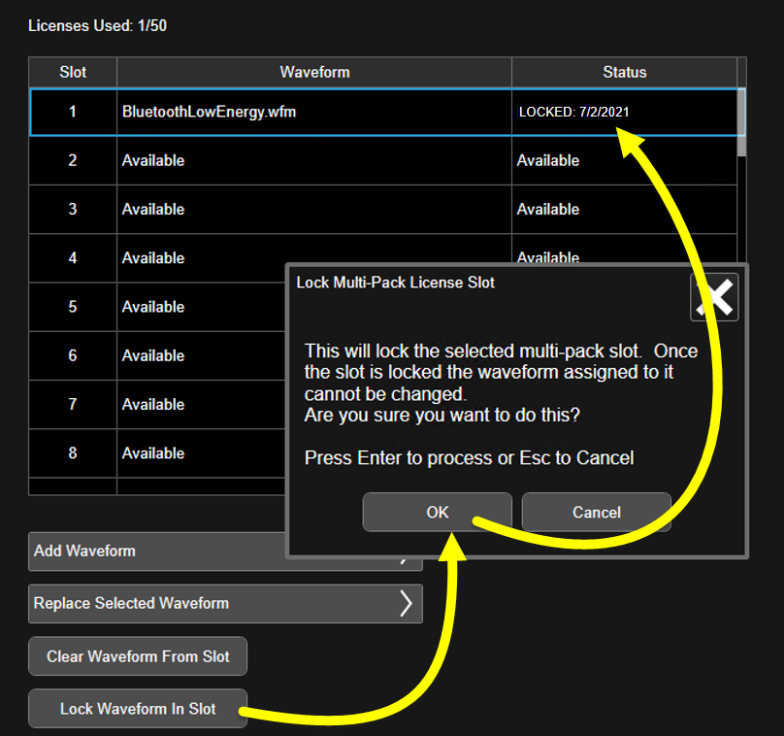 Licenses Used: 1/50
Slot Waveform Status
1 BluetoothLowEnergy.wfm LOCKED: 7/2/2021
2 Available Available
3 Available Available
4 Available Available
5 Available
6 Available
7 Available
8 Available
Lock Multi-Pack License Slot
This will lock the selected multi-pack slot. Once
the slot is locked the waveform assigned to it
cannot be changed.
Are you sure you want to do this?
Press Enter to process or Esc to Cancel
OK Cancel
Add Waveform
Replace Selected Waveform
Clear Waveform From Slot
Lock Waveform In Slot